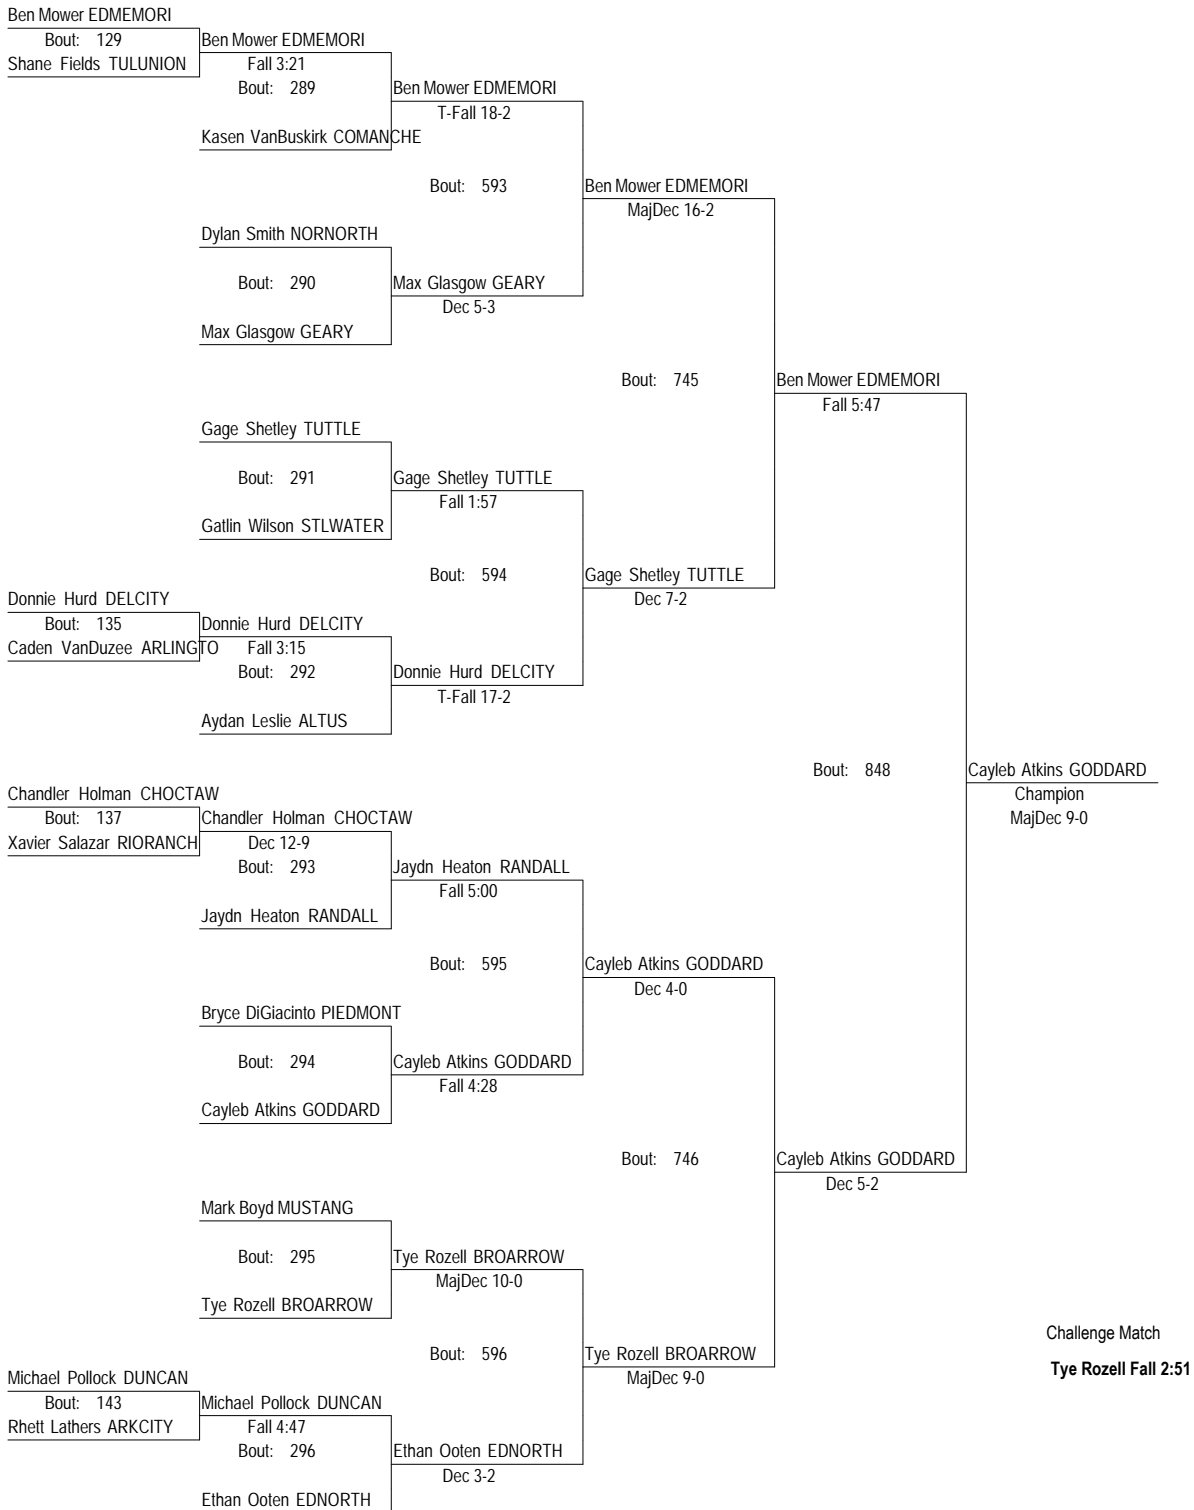 Ben Mower EDMEMORI
Bout: 129
Shane Fields TULUNION
Ben Mower EDMEMORI
Fall 3:21
Bout: 289
Kasen VanBuskirk COMANCHE
Ben Mower EDMEMORI
T-Fall 18-2
Bout: 593
Ben Mower EDMEMORI
MajDec 16-2
Dylan Smith NORNORTH
Bout: 290
Max Glasgow GEARY
Max Glasgow GEARY
Dec 5-3
Bout: 745
Ben Mower EDMEMORI
Fall 5:47
Gage Shetley TUTTLE
Bout: 291
Gatlin Wilson STLWATER
Gage Shetley TUTTLE
Fall 1:57
Bout: 594
Gage Shetley TUTTLE
Dec 7-2
Donnie Hurd DELCITY
Bout: 135
Caden VanDuzee ARLINGTO
Donnie Hurd DELCITY
Fall 3:15
Bout: 292
Aydan Leslie ALTUS
Donnie Hurd DELCITY
T-Fall 17-2
Bout: 848
Cayleb Atkins GODDARD
Champion
MajDec 9-0
Chandler Holman CHOCTAW
Bout: 137
Xavier Salazar RIORANCH
Chandler Holman CHOCTAW
Dec 12-9
Bout: 293
Jaydn Heaton RANDALL
Jaydn Heaton RANDALL
Fall 5:00
Bout: 595
Cayleb Atkins GODDARD
Dec 4-0
Bryce DiGiacinto PIEDMONT
Bout: 294
Cayleb Atkins GODDARD
Cayleb Atkins GODDARD
Fall 4:28
Bout: 746
Cayleb Atkins GODDARD
Dec 5-2
Mark Boyd MUSTANG
Bout: 295
Tye Rozell BROARROW
Tye Rozell BROARROW
MajDec 10-0
Bout: 596
Tye Rozell BROARROW
MajDec 9-0
Michael Pollock DUNCAN
Bout: 143
Rhett Lathers ARKCITY
Michael Pollock DUNCAN
Fall 4:47
Bout: 296
Ethan Ooten EDNORTH
Ethan Ooten EDNORTH
Dec 3-2
Challenge Match
Tye Rozell Fall 2:51